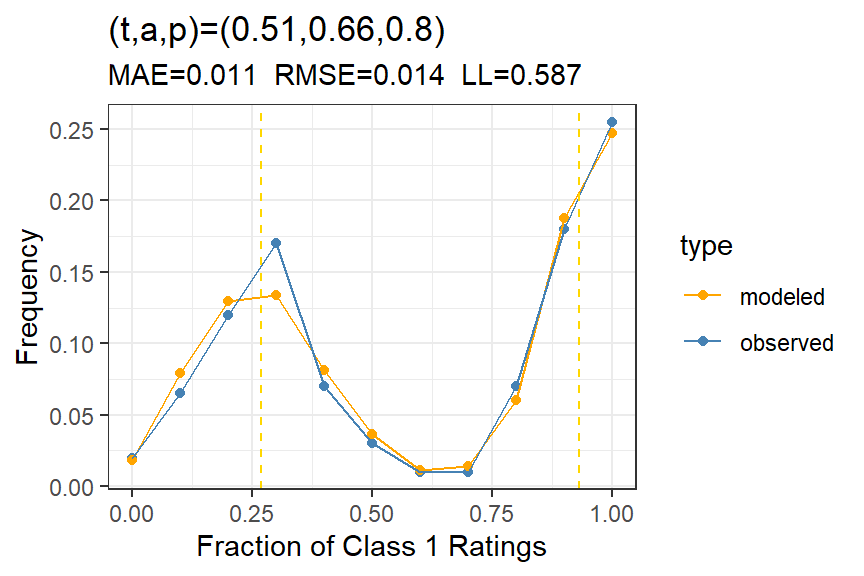 (t,a,p)=(0.51,0.66,0.8)
MAE=0.011 RMSE=0.014 LL=0.587
0.25
0.20
0.15
0.10
0.05
0.00
Frequency
0.00 0.25 0.50 0.75 1.00
Fraction of Class 1 Ratings
type
modeled
observed